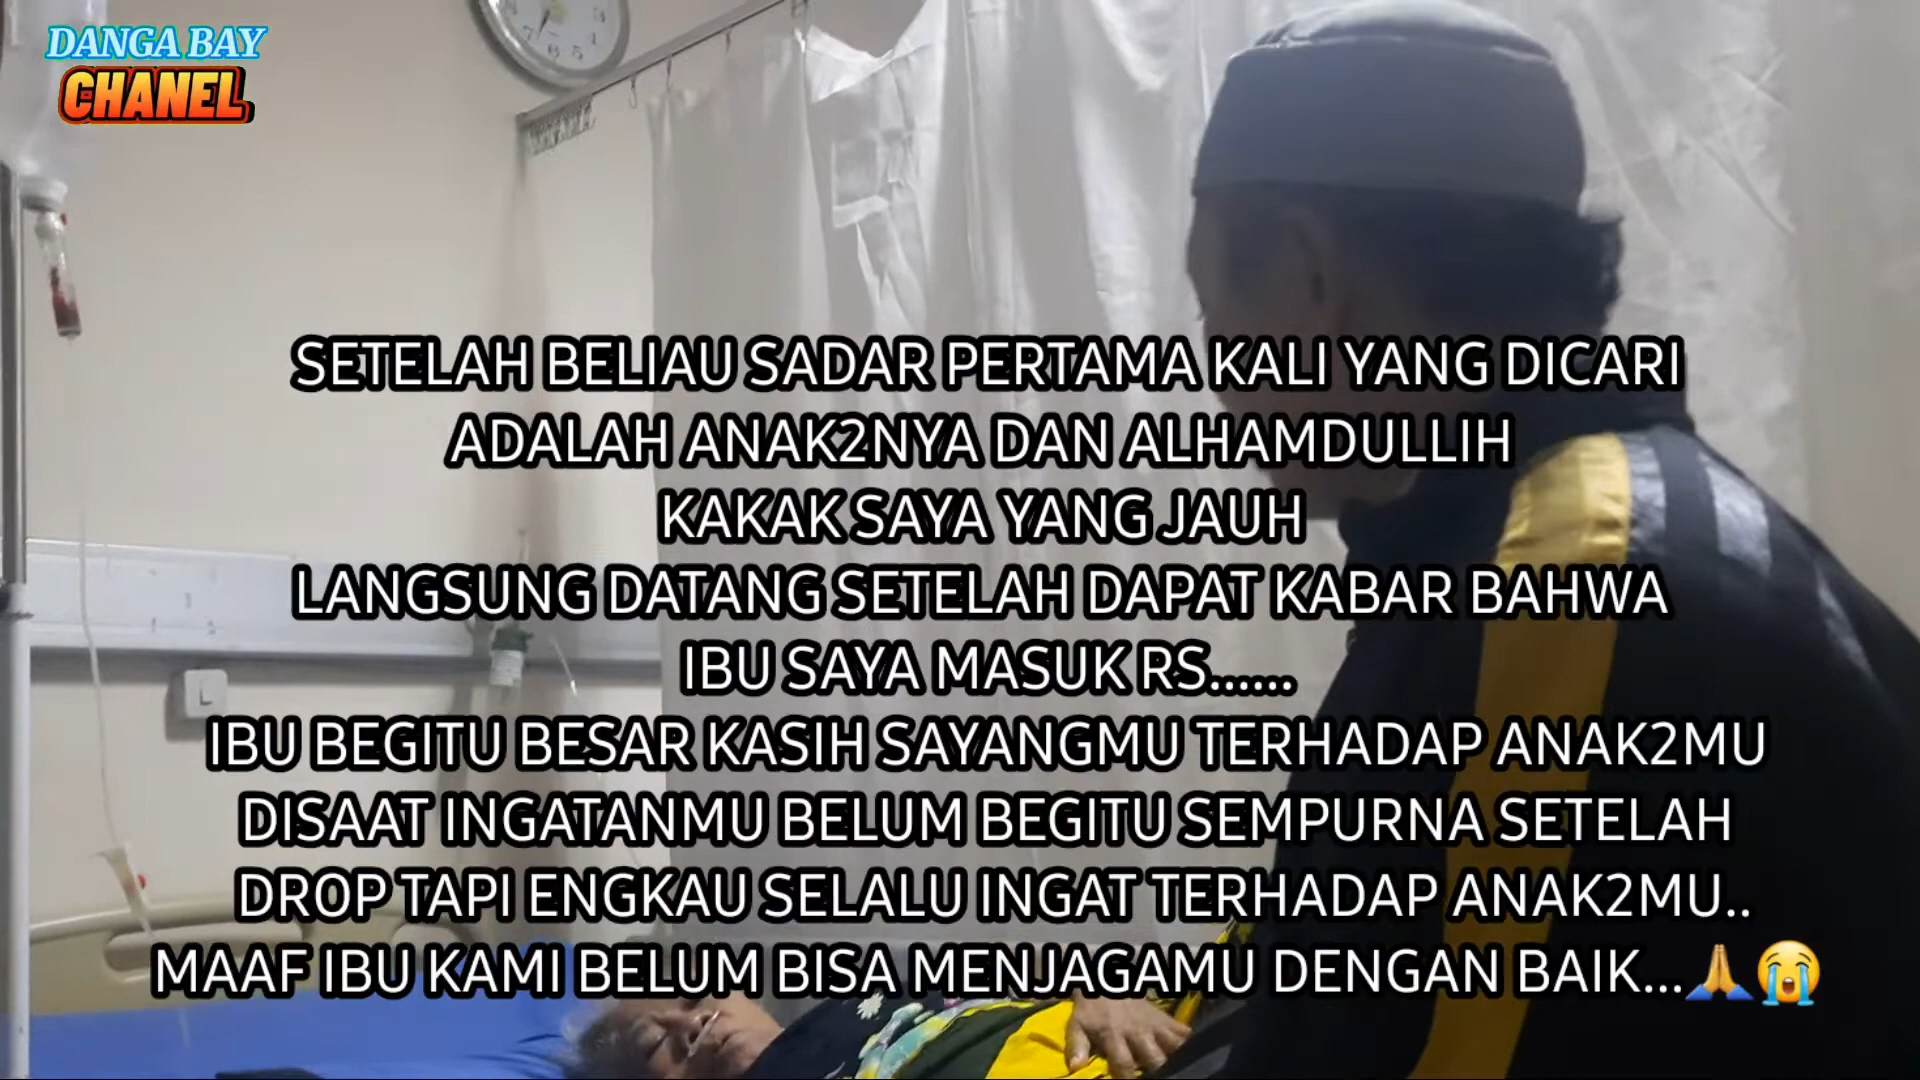 DANGA BAY
CHANEL
SETELAH BELIAU SADAR PERTAMA KALI YANG DICARI
ADALAH ANAK2NYA DAN ALHAMDULLIH
KAKAK SAYA YANG JAUH
LANGSUNG DATANG SETELAH DAPAT KABAR BAHWA
IBU SAYA MASUK RS......
IBU BEGITU BESAR KASIH SAYANGMU TERHADAP ANAK2MU
DISAAT INGATANMU BELUM BEGITU SEMPURNA SETELAH
DROP TAPI ENGKAU SELALU INGAT TERHADAP ANAK2MU..
MAAF IBU KAMI BELUM BISA MENJAGAMU DENGAN BAIK...🙏😭